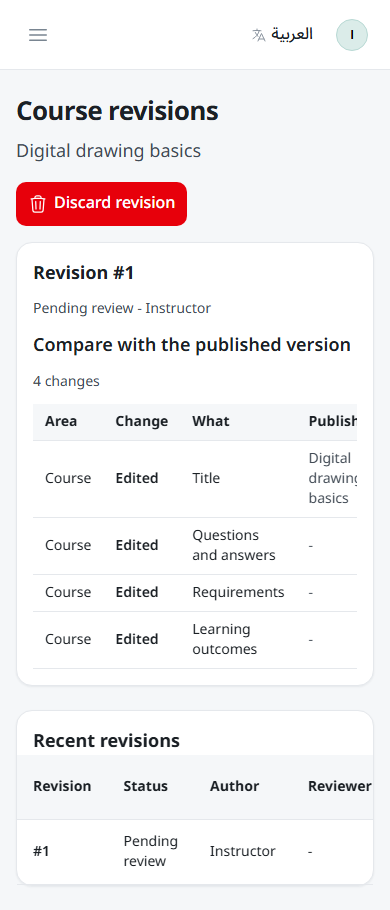 العربية
I
Course revisions
Digital drawing basics
Discard revision
Revision #1
Pending review - Instructor
Compare with the published version
4 changes
Area Change What Publish
Course Edited Title Digital drawing basics
Course Edited Questions and answers -
Course Edited Requirements -
Course Edited Learning outcomes -
Recent revisions
Revision Status Author Reviewer
#1 Pending review Instructor -